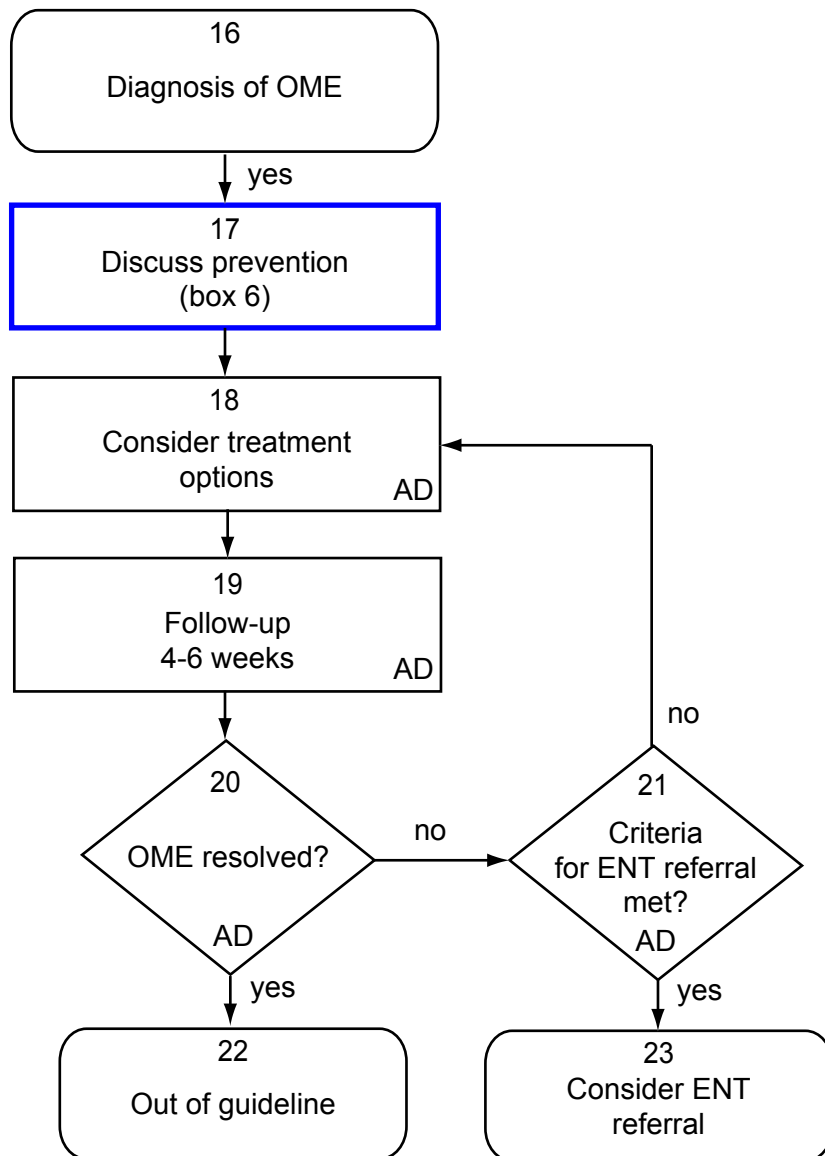 16
Diagnosis of OME
yes
17
Discuss prevention
(box 6)
18
Consider treatment
options
AD
19
Follow-up
4-6 weeks
AD
20
OME resolved?
AD
no
yes
21
Criteria
for ENT referral
met?
AD
no
yes
22
Out of guideline
23
Consider ENT
referral